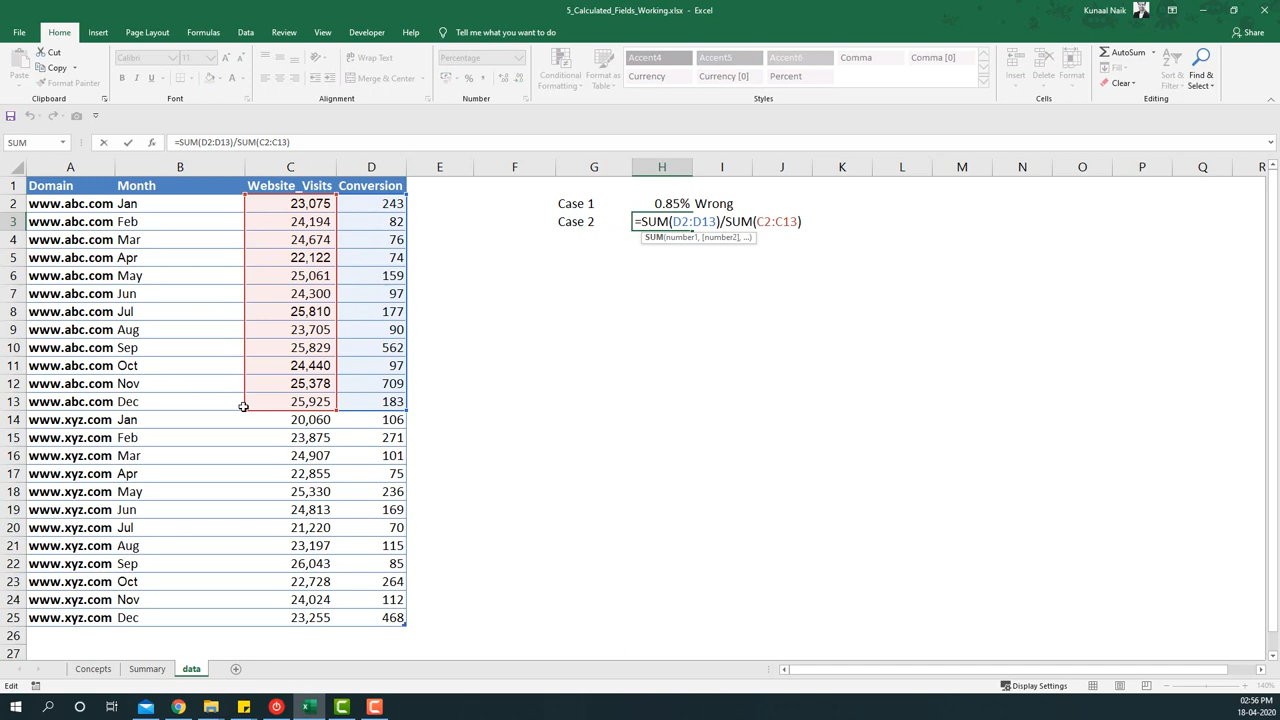 5_Calculated_Fields_Working.xlsx - Excel
Kunaal Naik
File Home Insert Page Layout Formulas Data Review View Developer Help Tell me what you want to do Share
Paste
Cut
Copy
Format Painter
Clipboard
Calibri 11
B I U
Font
Wrap Text
Merge & Center
Alignment
Percentage
Number
Conditional Formatting
Format as Table
Accent4 Accent5 Accent6 Comma Comma [0]
Currency Currency [0] Percent
Styles
Insert Delete Format
Cells
AutoSum
Fill
Clear
Sort & Filter
Find & Select
Editing
SUM =SUM(D2:D13)/SUM(C2:C13)
A B C D E F G H I J K L M N O P Q R
1 Domain Month Website_Visits Conversion
2 www.abc.com Jan 23,075 243 Case 1 0.85% Wrong
3 www.abc.com Feb 24,194 82 Case 2 =SUM(D2:D13)/SUM(C2:C13)
SUM(number1, [number2], ...)
4 www.abc.com Mar 24,674 76
5 www.abc.com Apr 22,122 74
6 www.abc.com May 25,061 159
7 www.abc.com Jun 24,300 97
8 www.abc.com Jul 25,810 177
9 www.abc.com Aug 23,705 90
10 www.abc.com Sep 25,829 562
11 www.abc.com Oct 24,440 97
12 www.abc.com Nov 25,378 709
13 www.abc.com Dec 25,925 183
14 www.xyz.com Jan 20,060 106
15 www.xyz.com Feb 23,875 271
16 www.xyz.com Mar 24,907 101
17 www.xyz.com Apr 22,855 75
18 www.xyz.com May 25,330 236
19 www.xyz.com Jun 24,813 169
20 www.xyz.com Jul 21,220 70
21 www.xyz.com Aug 23,197 115
22 www.xyz.com Sep 26,043 85
23 www.xyz.com Oct 22,728 264
24 www.xyz.com Nov 24,024 112
25 www.xyz.com Dec 23,255 468
26
27
Concepts Summary data
Edit Display Settings 140%
02:56 PM
18-04-2020